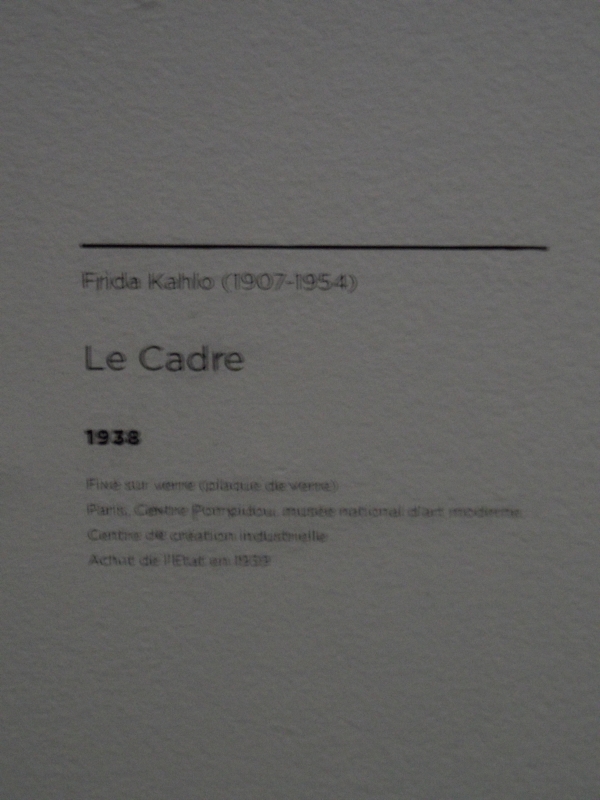 Frida Kahlo (1907-1954)
Le Cadre
1938
Fixé sur verre (plaque de verre)
Paris, Centre Pompidou, musée national d'art moderne
Centre de création industrielle
Achat de l'Etat en 1939